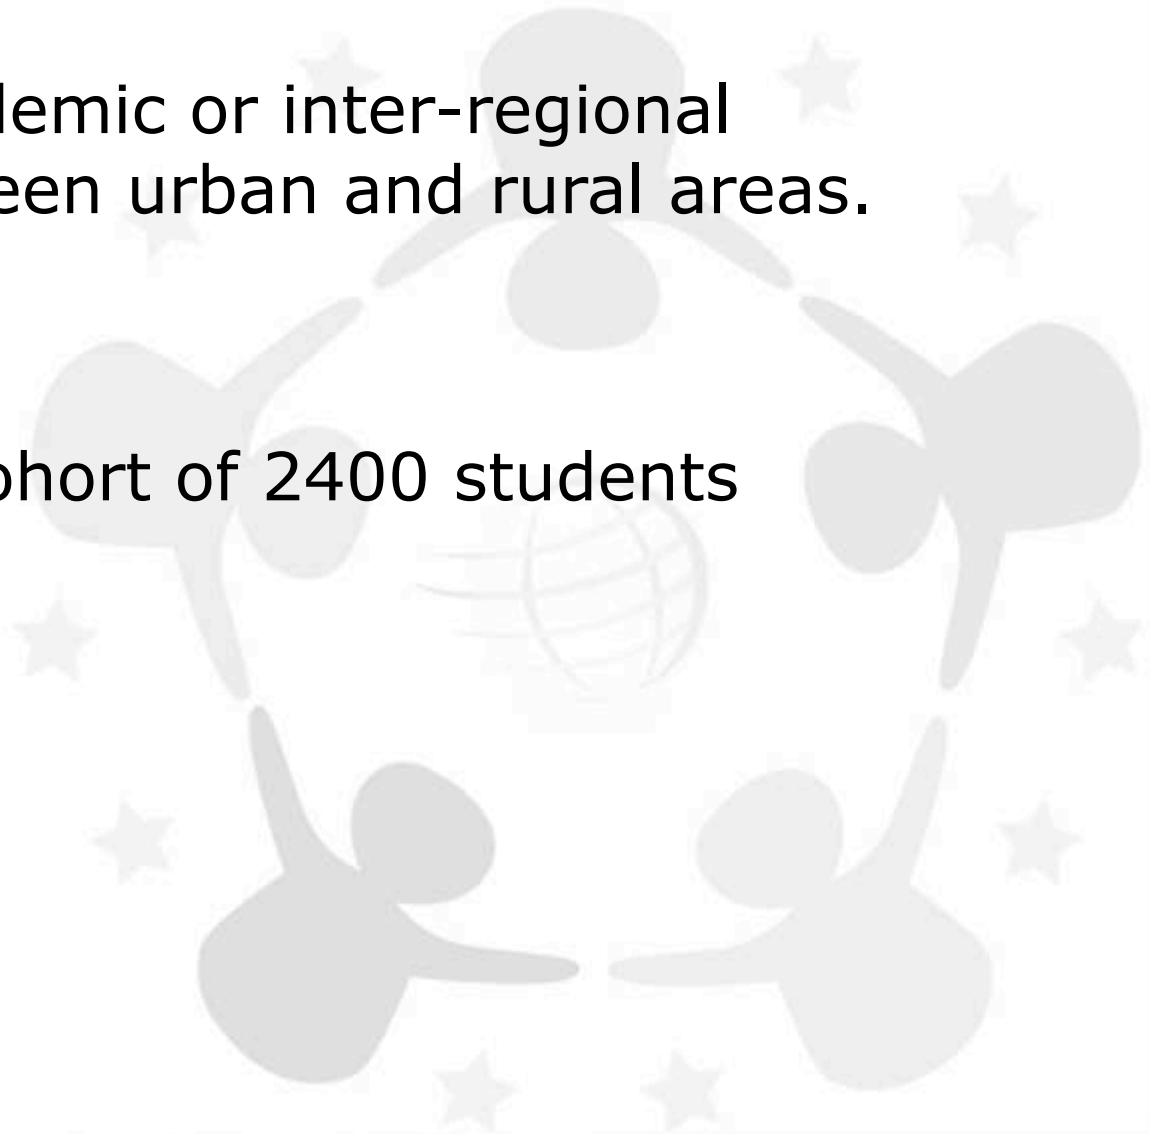 demic or inter-regional
een urban and rural areas.
ohort of 2400 students